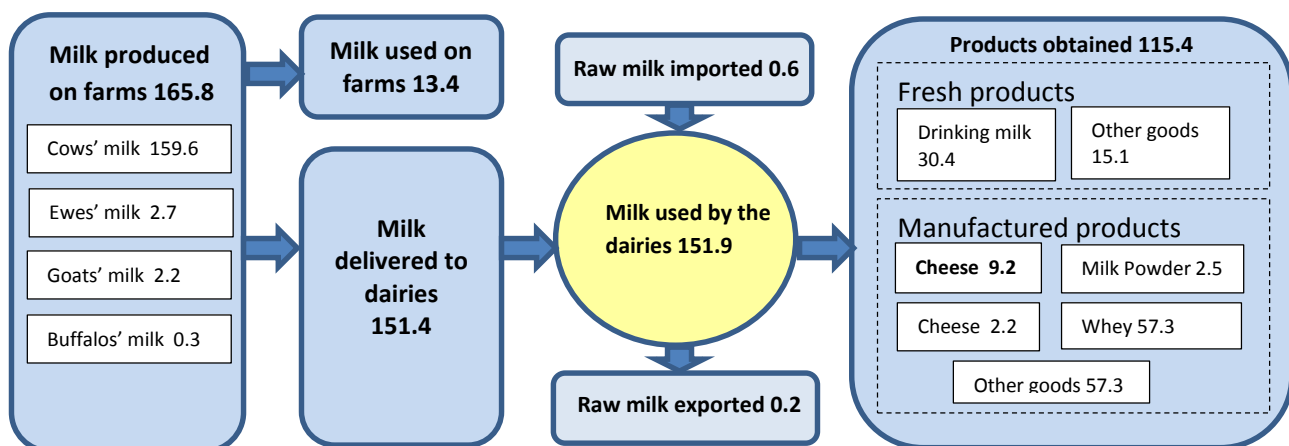 Milk produced
on farms 165.8
Cows’ milk 159.6
Ewes’ milk 2.7
Goats’ milk 2.2
Buffalos’ milk 0.3
Milk used on
farms 13.4
Milk
delivered to
dairies
151.4
Raw milk imported 0.6
Milk used by the
dairies 151.9
Raw milk exported 0.2
Products obtained 115.4
Fresh products
Drinking milk
30.4
Other goods
15.1
Manufactured products
Cheese 9.2
Milk Powder 2.5
Cheese 2.2
Whey 57.3
Other goods 57.3